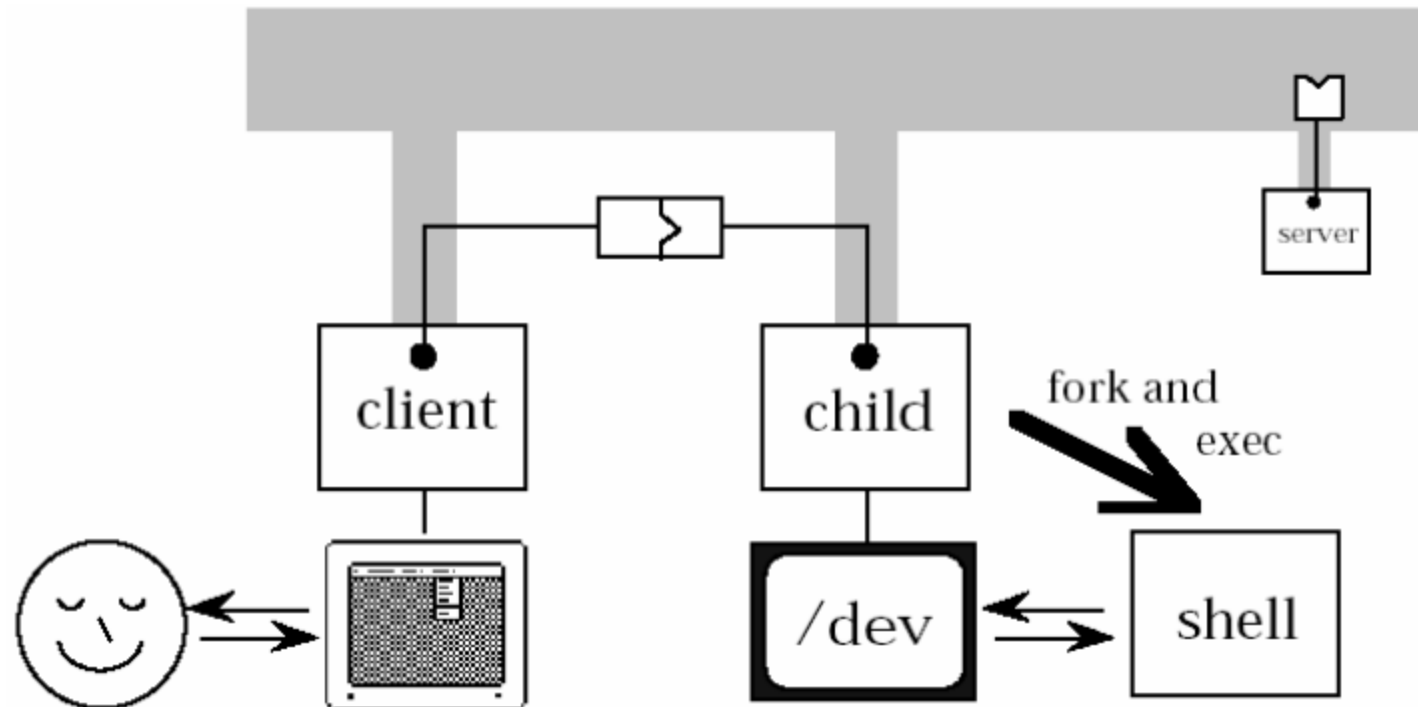 server
client
child
fork and
exec
/dev
shell